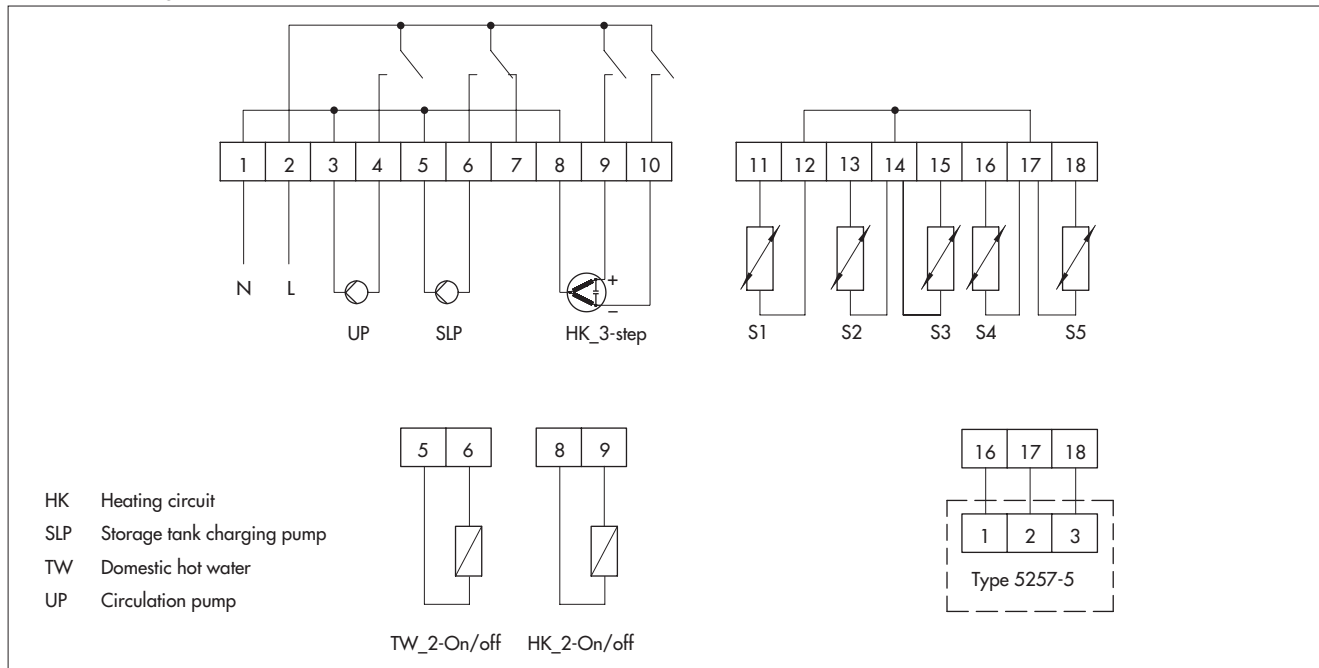 1 2 3 4 5 6 7 8 9 10
11 12 13 14 15 16 17 18
N L
UP SLP HK_3-step
+
−
S1 S2 S3 S4 S5
5 6
8 9
TW_2-On/off HK_2-On/off
HK Heating circuit
SLP Storage tank charging pump
TW Domestic hot water
UP Circulation pump
16 17 18
1 2 3
Type 5257-5